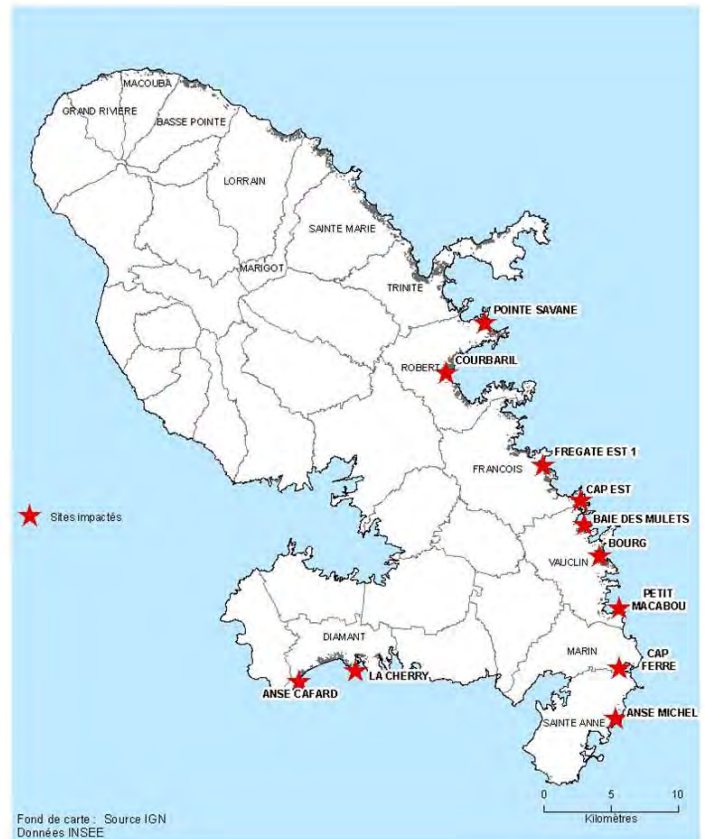 MACOUBA
GRAND RIVIERE
BASSE POINTE
LORRAIN
SAINTE MARIE
MARIGOT
TRINITE
POINTE SAVANE
COURBARIL
ROBERT
FREGATE EST 1
FRANCOIS
CAP EST
Sites impactés
BAIE DES MULETS
BOURG
VAUCLIN
PETIT
MACABOU
DIAMANT
MARIN
CAP
FERRE
LA CHERRY
ANSE CAFARD
ANSE MICHEL
SAINTE ANNE
0 5 10
Kilomètres
Fond de carte : Source IGN
Données INSEE